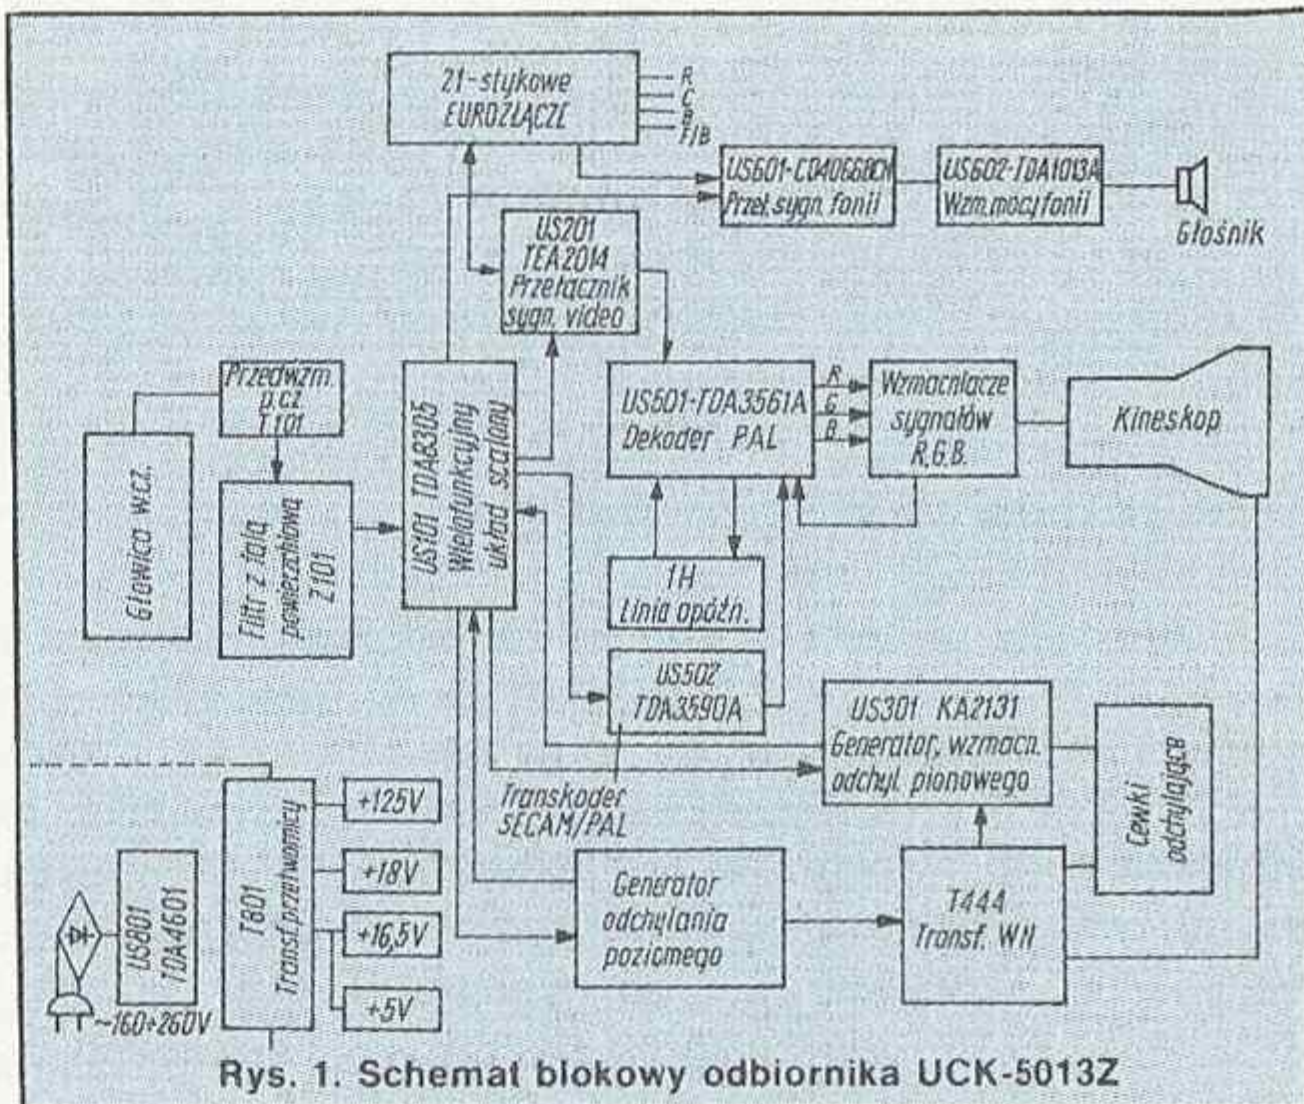 21-stykowe
EUROZŁĄCZE
R
C
B
F/B
US601-CD4066BCN
Przeł. sygn. fonii
US602-TDA1013A
Wzm. mocy fonii
Głośnik
US201
TEA2014
Przełącznik
sygn. video
Przedwzm.
p.cz
T101
Głowica w.cz.
Filtr z falą
powierzchniową
Z101
US101 TDA8305
Wielofunkcyjny
układ scalony
US501-TDA3561A
Dekoder PAL
R
G
B
Wzmacniacze
sygnałów
R.G.B.
Kineskop
1H
Linia opóźn.
US502
TDA3590A
Transkoder
SECAM/PAL
US301 KA2131
Generator, wzmacn.
odchyl. pionowego
Cewki
odchylające
Generator
odchylania
poziomego
T444
Transf. WN
~160÷260V
US801
TDA4601
T801
Transf. przetwornicy
+125V
+18V
+16,5V
+5V
Rys. 1. Schemat blokowy odbiornika UCK-5013Z